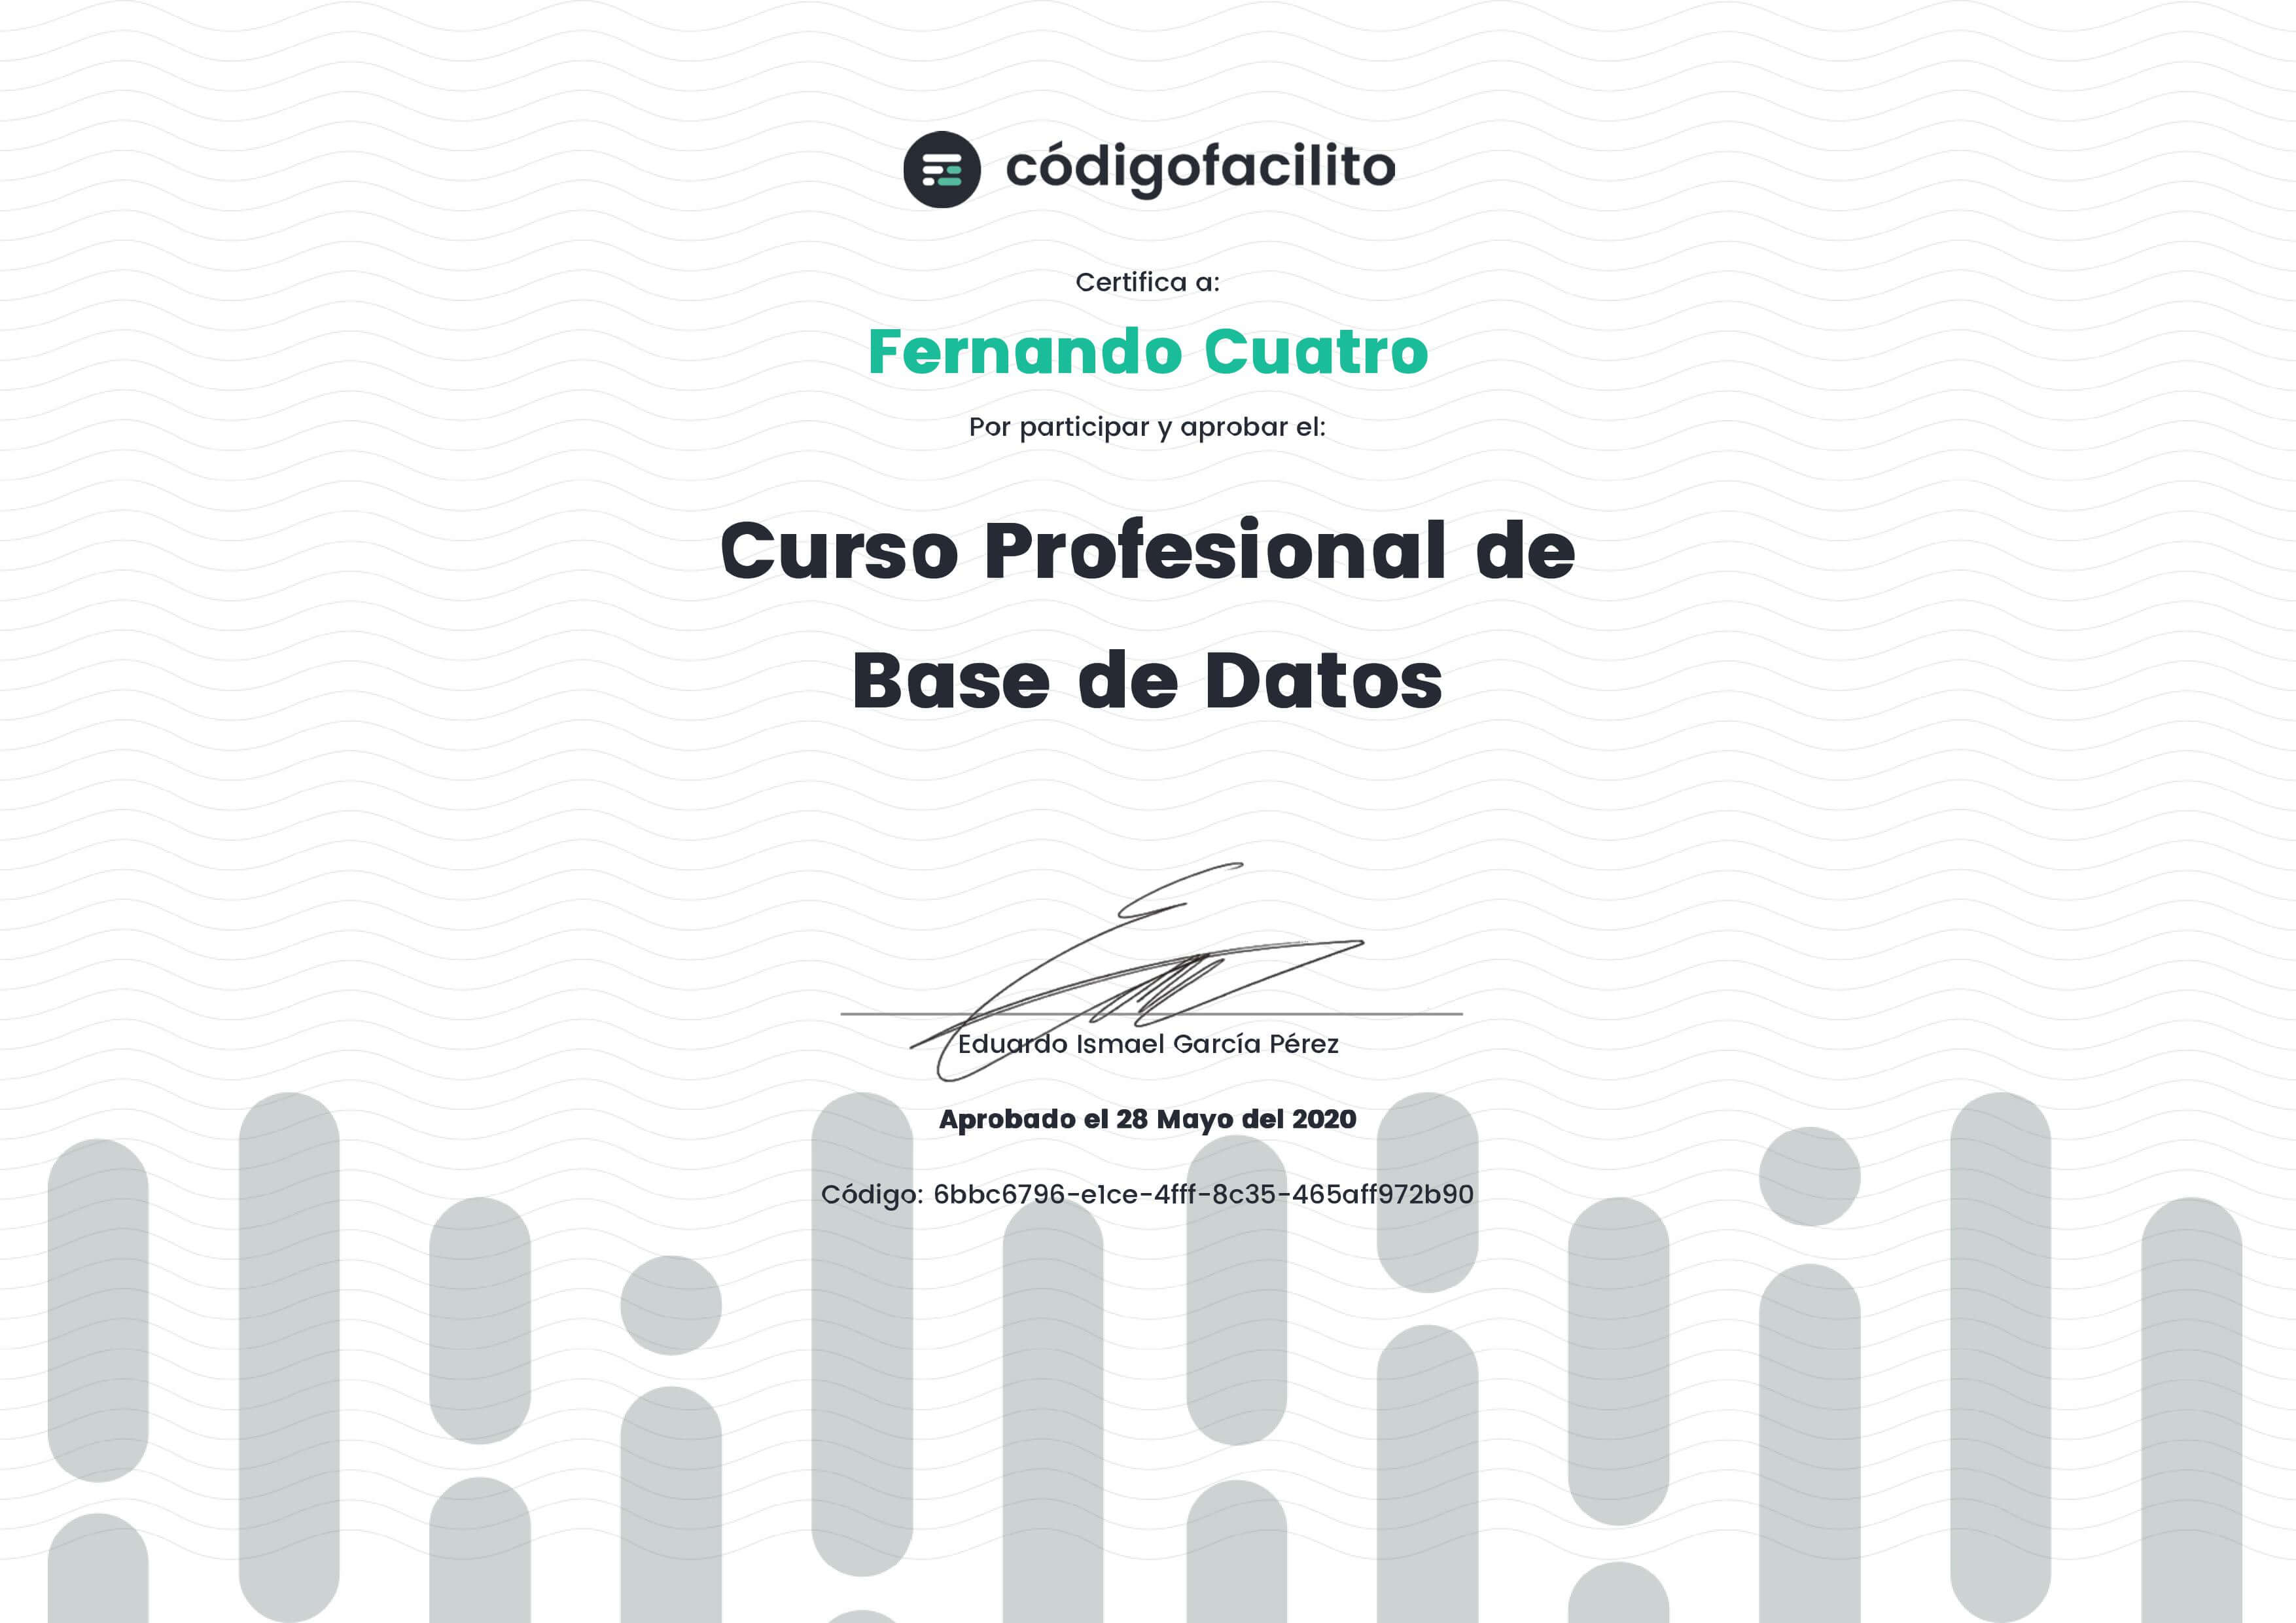 códigofacilito
Certifica a:
Fernando Cuatro
Por participar y aprobar el:
Curso Profesional de
Base de Datos
Eduardo Ismael García Pérez
Aprobado el 28 Mayo del 2020
Código: 6bbc6796-e1ce-4fff-8c35-465aff972b90